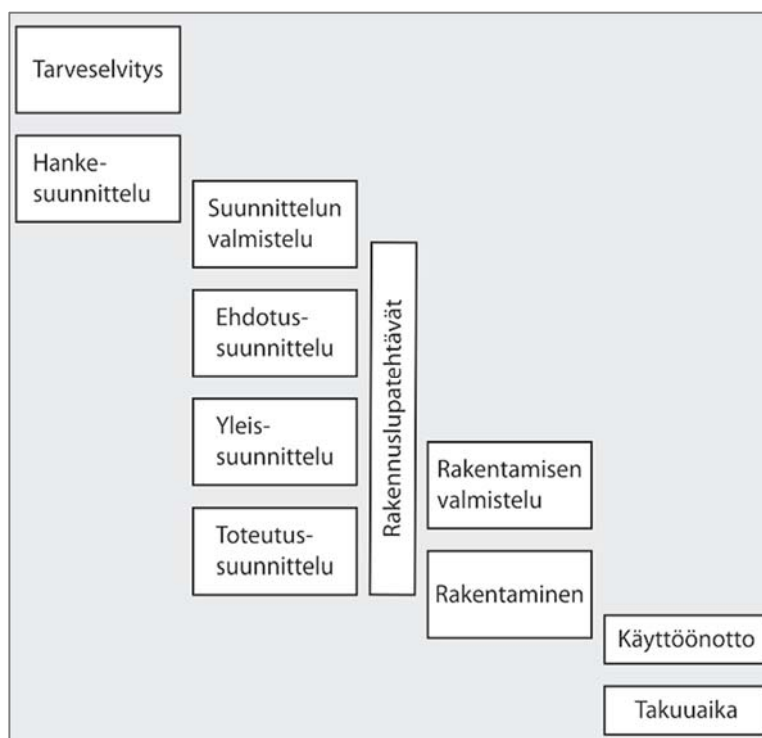 Tarveselvitys
Hanke-
suunnittelu
Suunnittelun
valmistelu
Ehdotus-
suunnittelu
Yleis-
suunnittelu
Toteutus-
suunnittelu
Rakennuslupatehtävät
Rakentamisen
valmistelu
Rakentaminen
Käyttöönotto
Takuuaika